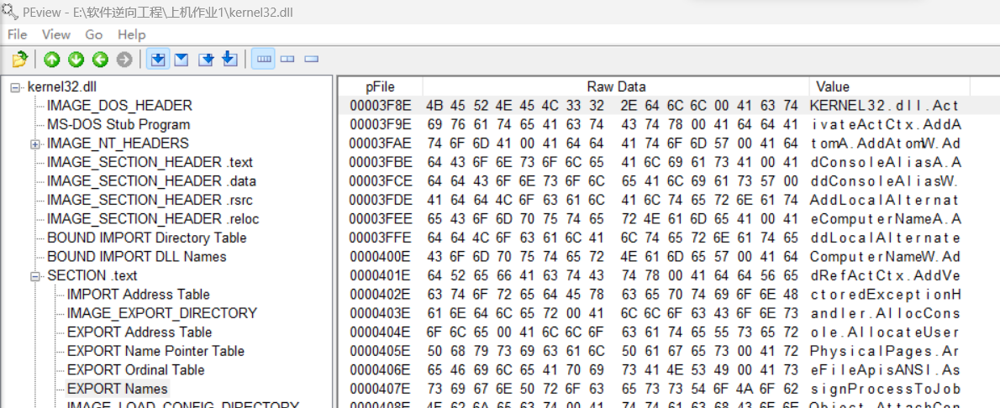 PEview - E:\软件逆向工程\上机作业1\kernel32.dll
File View Go Help
kernel32.dll
IMAGE_DOS_HEADER
MS-DOS Stub Program
IMAGE_NT_HEADERS
IMAGE_SECTION_HEADER .text
IMAGE_SECTION_HEADER .data
IMAGE_SECTION_HEADER .rsrc
IMAGE_SECTION_HEADER .reloc
BOUND IMPORT Directory Table
BOUND IMPORT DLL Names
SECTION .text
IMPORT Address Table
IMAGE_EXPORT_DIRECTORY
EXPORT Address Table
EXPORT Name Pointer Table
EXPORT Ordinal Table
EXPORT Names
IMAGE_LOAD_CONFIG_DIRECTORY
pFile Raw Data Value
00003F8E 4B 45 52 4E 45 4C 33 32 2E 64 6C 6C 00 41 63 74 KERNEL32.dll.Act
00003F9E 69 76 61 74 65 41 63 74 43 74 78 00 41 64 64 41 ivateActCtx.AddA
00003FAE 74 6F 6D 41 00 41 64 64 41 74 6F 6D 57 00 41 64 tomA.AddAtomW.Ad
00003FBE 64 43 6F 6E 73 6F 6C 65 41 6C 69 61 73 41 00 41 dConsoleAliasA.A
00003FCE 64 64 43 6F 6E 73 6F 6C 65 41 6C 69 61 73 57 00 ddConsoleAliasW.
00003FDE 41 64 64 4C 6F 63 61 6C 41 6C 74 65 72 6E 61 74 AddLocalAlternat
00003FEE 65 43 6F 6D 70 75 74 65 72 4E 61 6D 65 41 00 41 eComputerNameA.A
00003FFE 64 64 4C 6F 63 61 6C 41 6C 74 65 72 6E 61 74 65 ddLocalAlternate
0000400E 43 6F 6D 70 75 74 65 72 4E 61 6D 65 57 00 41 64 ComputerNameW.Ad
0000401E 64 52 65 66 41 63 74 43 74 78 00 41 64 64 56 65 dRefActCtx.AddVe
0000402E 63 74 6F 72 65 64 45 78 63 65 70 74 69 6F 6E 48 ctoredExceptionH
0000403E 61 6E 64 6C 65 72 00 41 6C 6C 6F 63 43 6F 6E 73 andler.AllocCons
0000404E 6F 6C 65 00 41 6C 6C 6F 63 61 74 65 55 73 65 72 ole.AllocateUser
0000405E 50 68 79 73 69 63 61 6C 50 61 67 65 73 00 41 72 PhysicalPages.Ar
0000406E 65 46 69 6C 65 41 70 69 73 41 4E 53 49 00 41 73 eFileApisANSI.As
0000407E 73 69 67 6E 50 72 6F 63 65 73 73 54 6F 4A 6F 62 signProcessToJob
0000408E 4F 62 6A 65 63 74 00 41 74 74 61 63 68 43 6F 6E Object.AttachCon